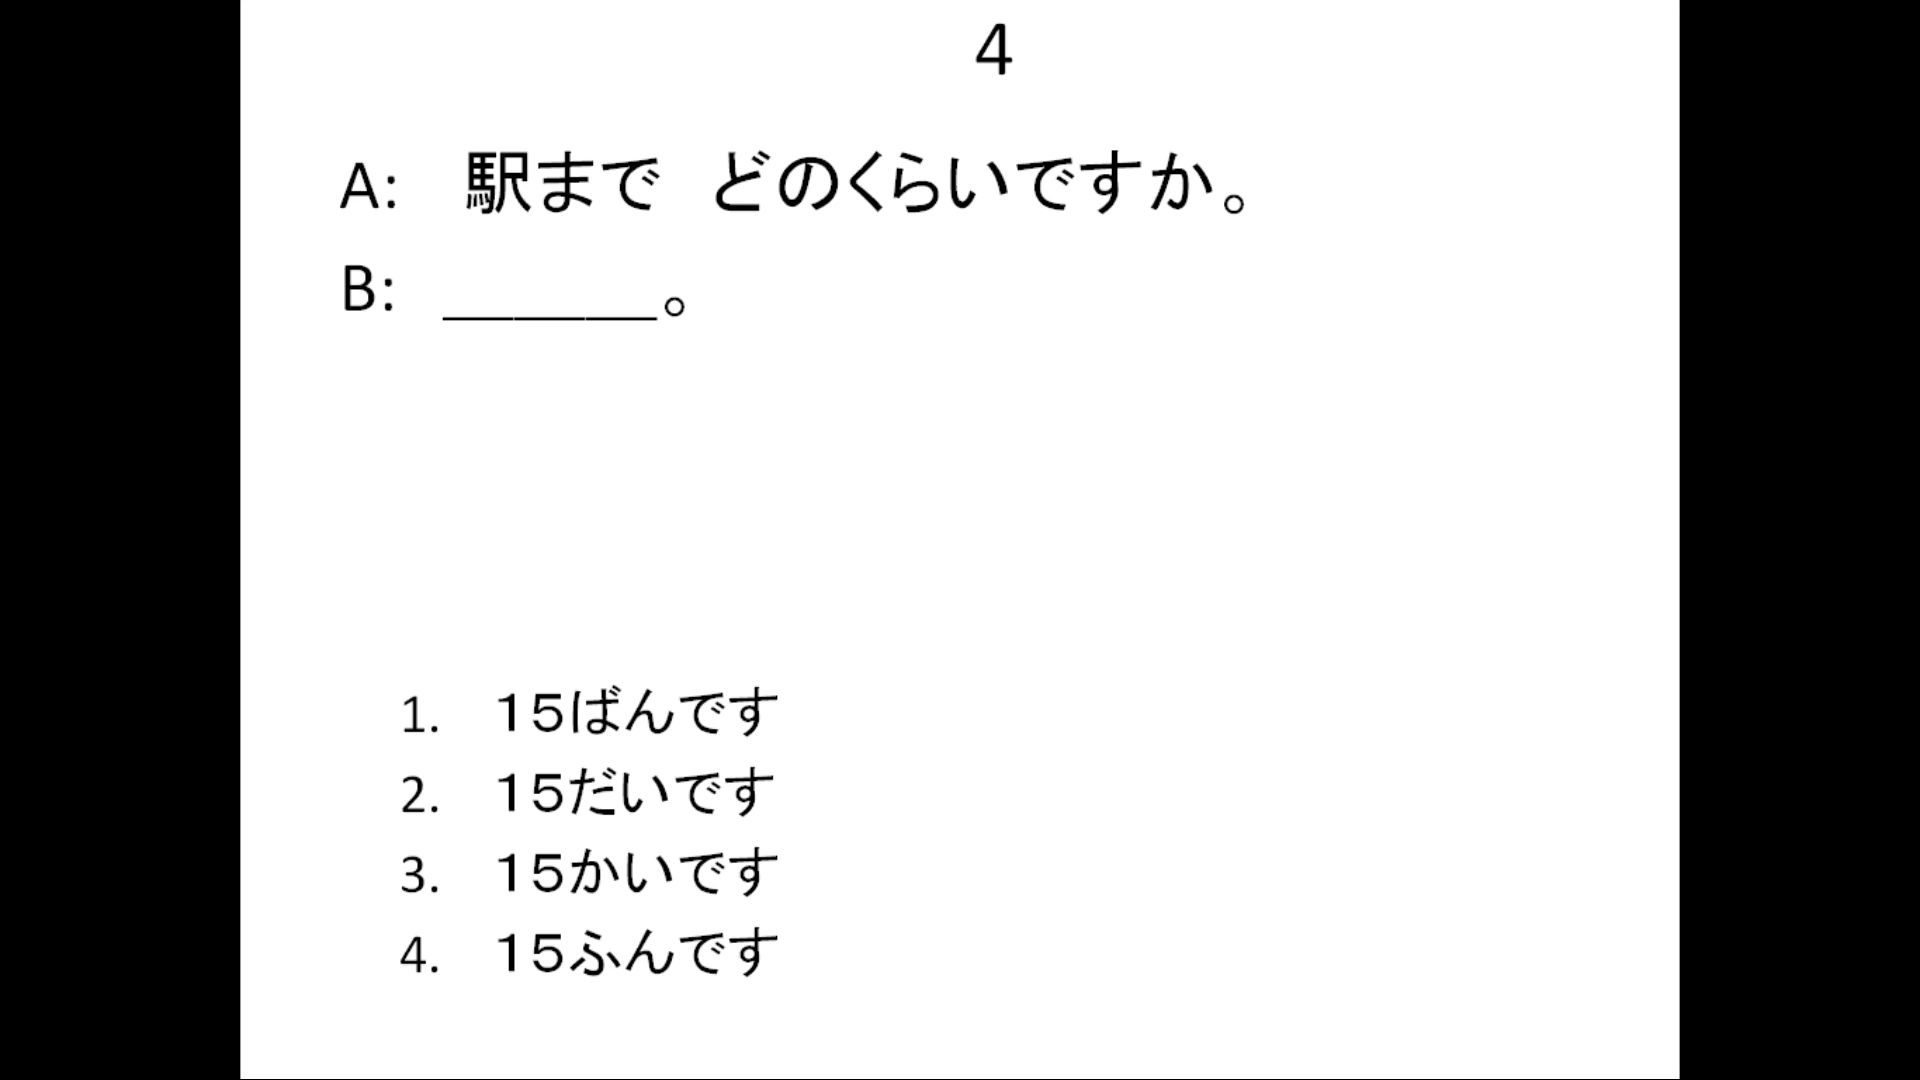 4
A:　駅まで　どのくらいですか。
B:　______。
1.　１５ばんです
2.　１５だいです
3.　１５かいです
4.　１５ふんです